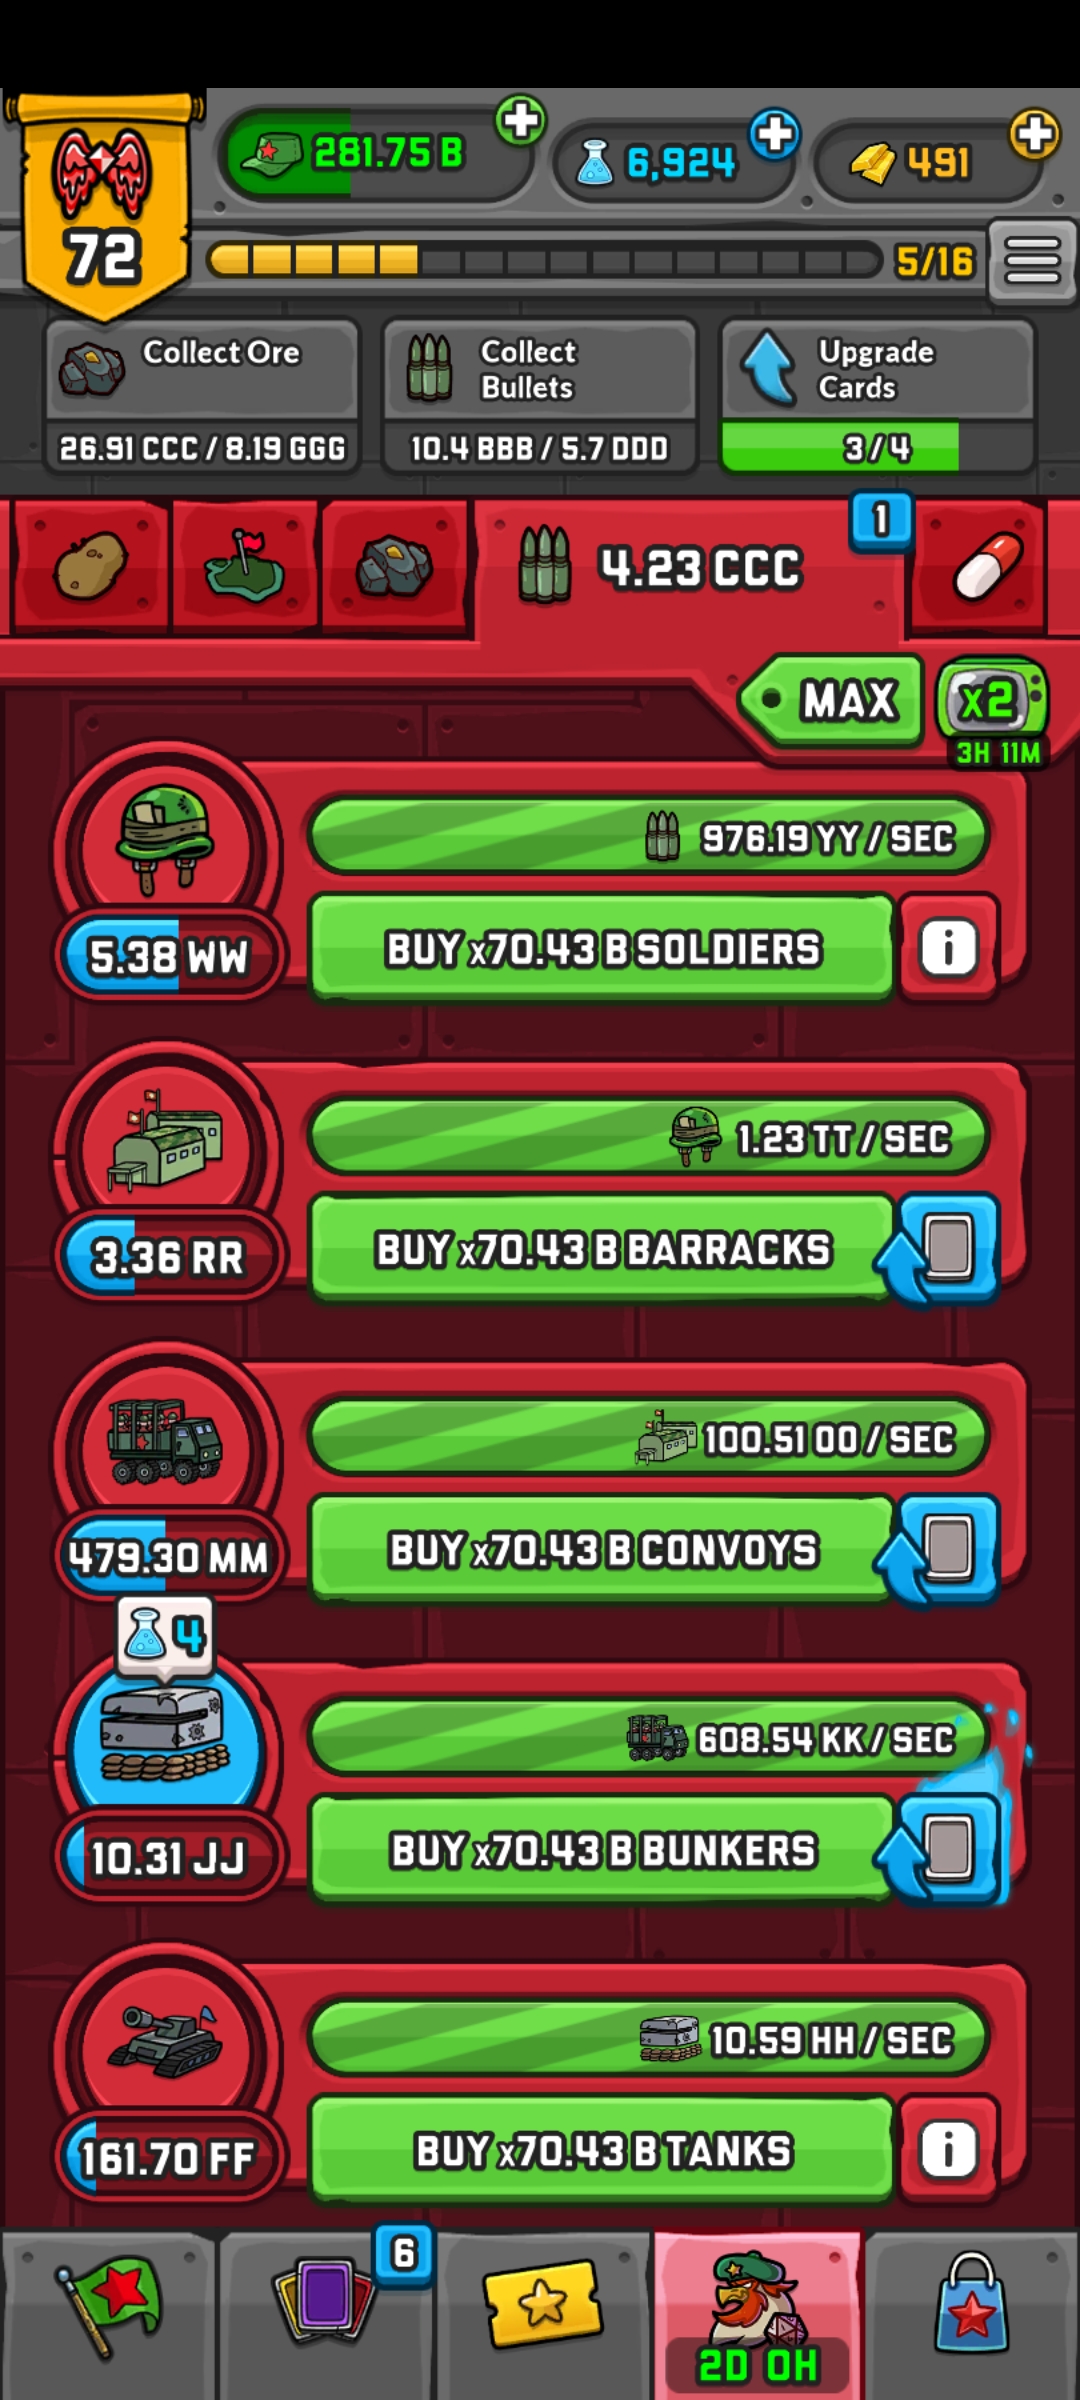 281.75 B
6,924
491
72
5/16
Collect Ore
26.91 CCC / 8.19 GGG
Collect
Bullets
10.4 BBB / 5.7 DDD
Upgrade
Cards
3/4
4.23 CCC
1
MAX
x2
3H 11M
976.19 YY / SEC
5.38 WW
BUY x70.43 B SOLDIERS
i
1.23 TT / SEC
3.36 RR
BUY x70.43 B BARRACKS
100.51 OO / SEC
479.30 MM
BUY x70.43 B CONVOYS
4
608.54 KK / SEC
10.31 JJ
BUY x70.43 B BUNKERS
10.59 HH / SEC
161.70 FF
BUY x70.43 B TANKS
i
6
2D 0H